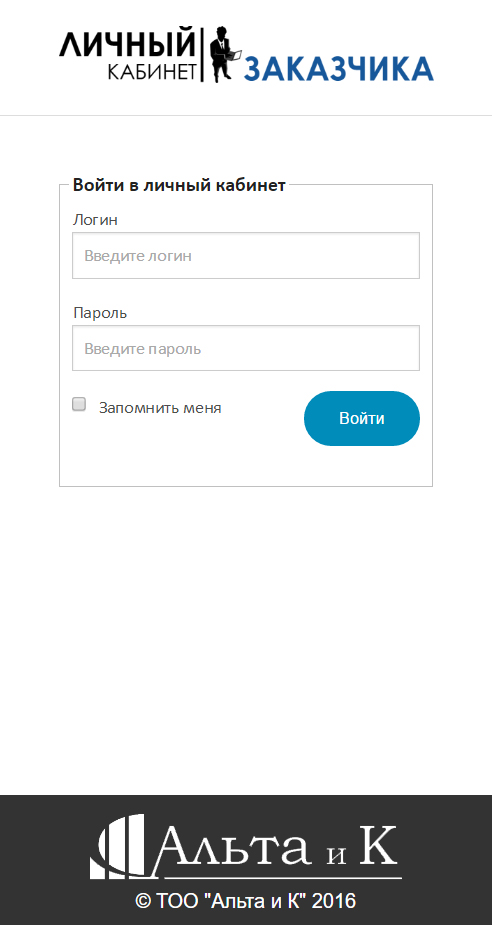 ЛИЧНЫЙ
КАБИНЕТ
ЗАКАЗЧИКА
Войти в личный кабинет
Логин
Введите логин
Пароль
Введите пароль
Запомнить меня
Войти
Альта и К
© ТОО "Альта и К" 2016